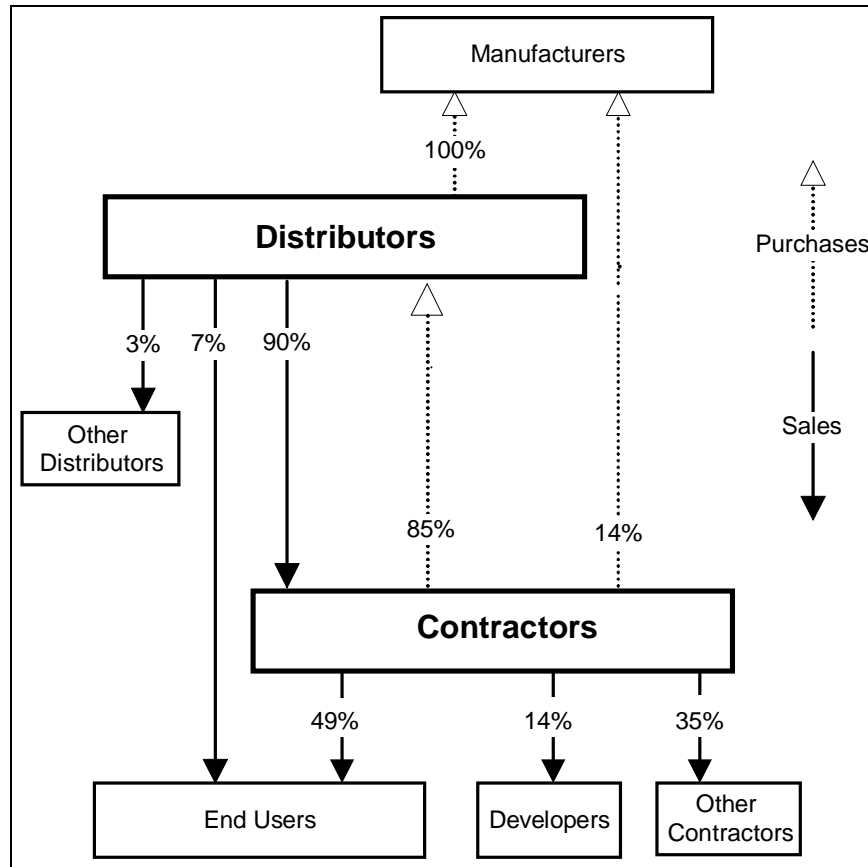 Manufacturers
100%
Distributors
Purchases
3%
7%
90%
Other
Distributors
Sales
85%
14%
Contractors
49%
14%
35%
End Users
Developers
Other
Contractors